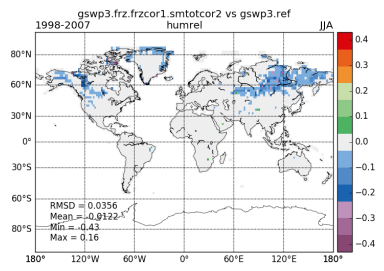 gswp3.frz.frzcor1.smtotcor2 vs gswp3.ref
1998-2007 humrel JJA
80°N
60°N
30°N
0°
30°S
60°S
80°S
RMSD = 0.0356
Mean = -0.0122
Min = -0.43
Max = 0.16
180°W 120°W 60°W 0° 60°E 120°E 180°E
0.4
0.3
0.2
0.1
0.0
-0.1
-0.2
-0.3
-0.4